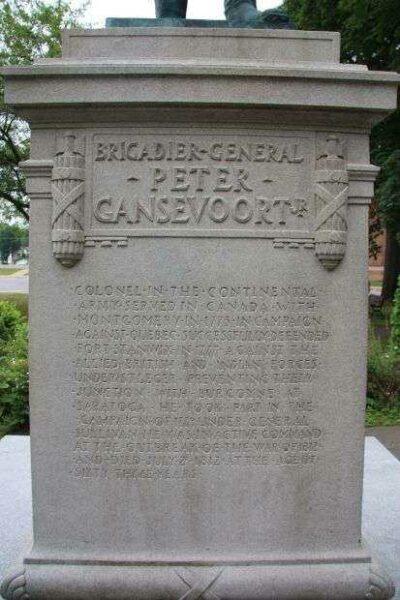 BRIGADIER-GENERAL
- PETER -
GANSEVOORT JR
COLONEL·IN·THE·CONTINENTAL·
ARMY·SERVED IN CANADA WITH
MONTGOMERY·IN·1775·IN·CAMPAIGN
AGAINST·QUEBEC·SUCCESSFULLY·DEFENDED
FORT STANWIX IN 1777 AGAINST THE
ALLIED BRITISH AND INDIAN FORCES
UNDER ST LEGER PREVENTING THEIR
JUNCTION WITH BURGOYNE AT
SARATOGA HE TOOK PART IN THE
CAMPAIGN OF 1779 UNDER GENERAL
SULLIVAN HE WAS IN ACTIVE COMMAND
AT THE OUTBREAK OF THE WAR OF 1812
AND DIED JULY 2 1812 AT THE AGE OF
SIXTY THREE YEARS